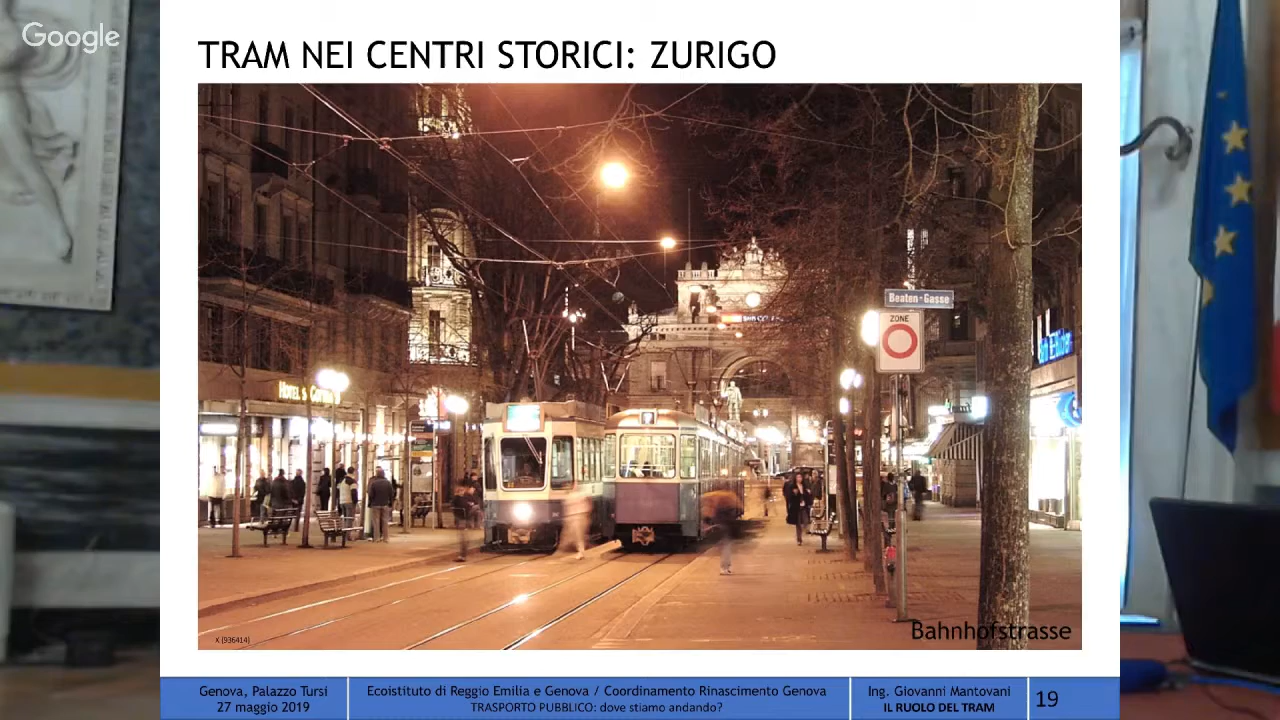 Google
TRAM NEI CENTRI STORICI: ZURIGO
Beaten-Gasse
ZONE
K (936414)
Bahnhofstrasse
Genova, Palazzo Tursi
27 maggio 2019
Ecoistituto di Reggio Emilia e Genova / Coordinamento Rinascimento Genova
TRASPORTO PUBBLICO: dove stiamo andando?
Ing. Giovanni Mantovani
IL RUOLO DEL TRAM
19